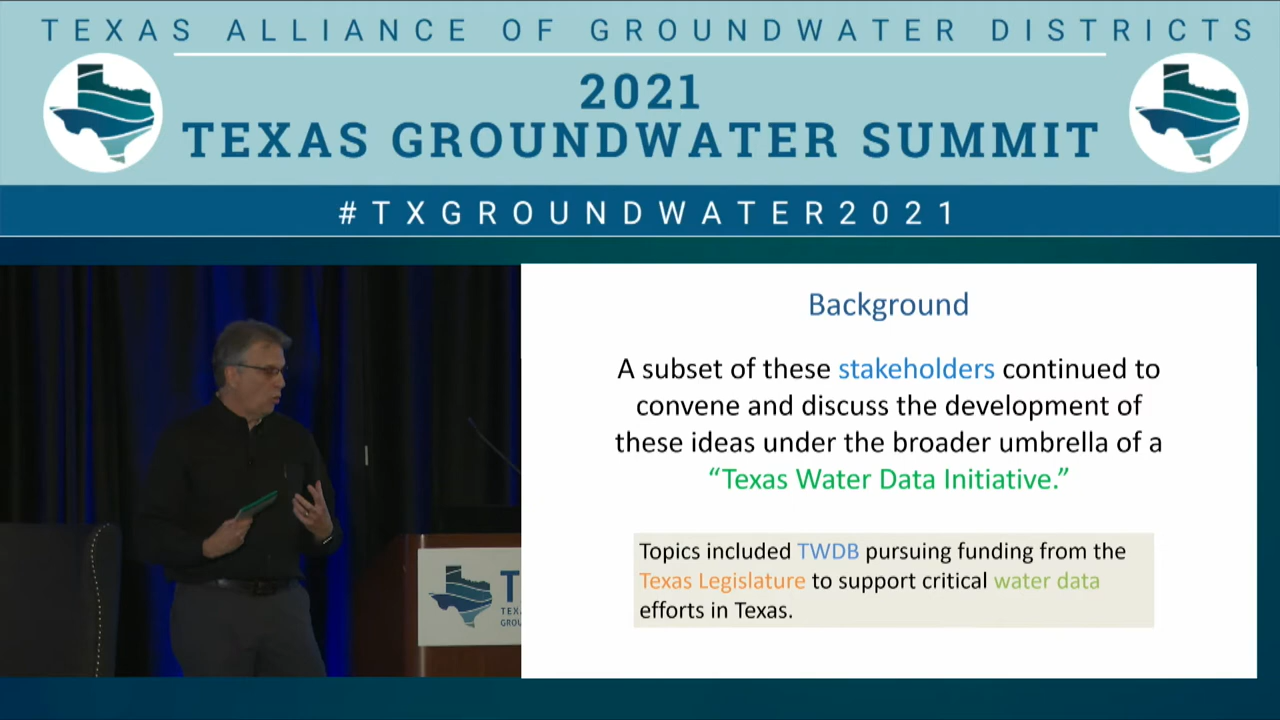 TEXAS ALLIANCE OF GROUNDWATER DISTRICTS
2021
TEXAS GROUNDWATER SUMMIT
#TXGROUNDWATER2021
Background
A subset of these stakeholders continued to
convene and discuss the development of
these ideas under the broader umbrella of a
“Texas Water Data Initiative.”
Topics included TWDB pursuing funding from the
Texas Legislature to support critical water data
efforts in Texas.
T
TEX
GROU